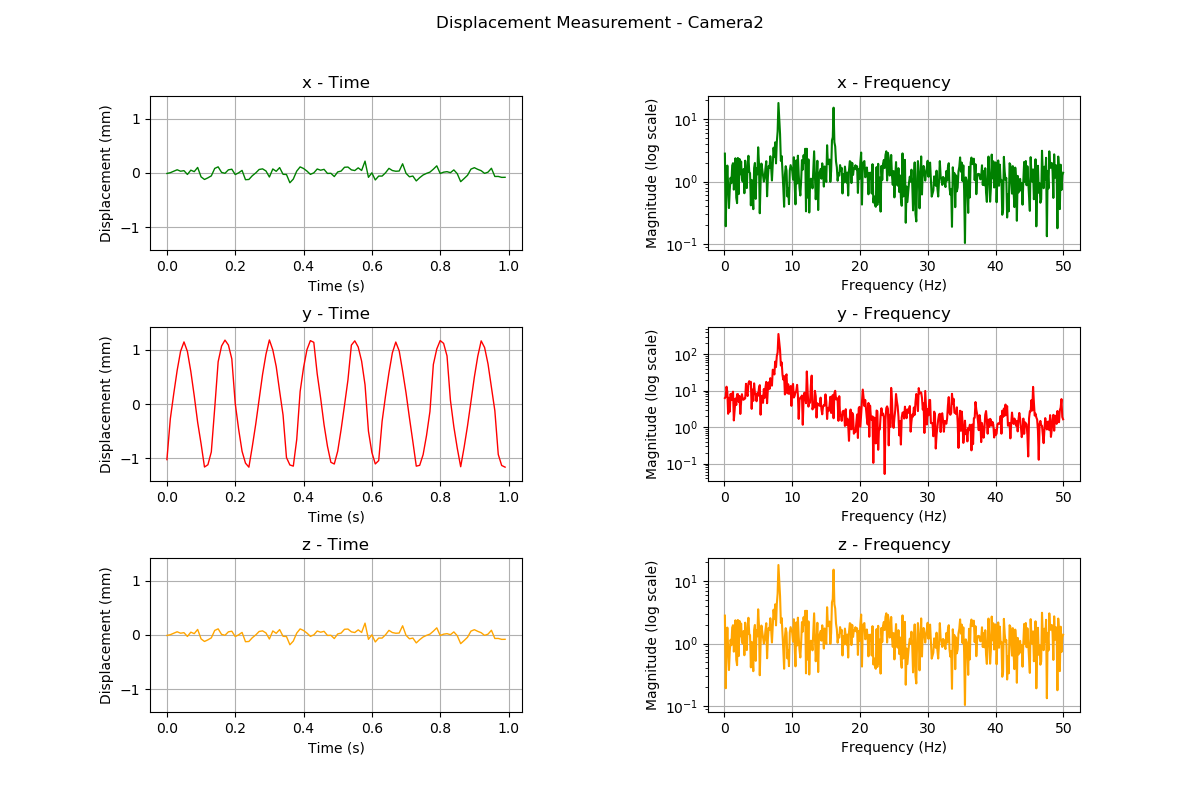 Displacement Measurement - Camera2
x - Time
Displacement (mm)
1
0
−1
0.0 0.2 0.4 0.6 0.8 1.0
Time (s)
x - Frequency
Magnitude (log scale)
10¹
10⁰
10⁻¹
0 10 20 30 40 50
Frequency (Hz)
y - Time
Displacement (mm)
1
0
−1
0.0 0.2 0.4 0.6 0.8 1.0
Time (s)
y - Frequency
Magnitude (log scale)
10²
10¹
10⁰
10⁻¹
0 10 20 30 40 50
Frequency (Hz)
z - Time
Displacement (mm)
1
0
−1
0.0 0.2 0.4 0.6 0.8 1.0
Time (s)
z - Frequency
Magnitude (log scale)
10¹
10⁰
10⁻¹
0 10 20 30 40 50
Frequency (Hz)